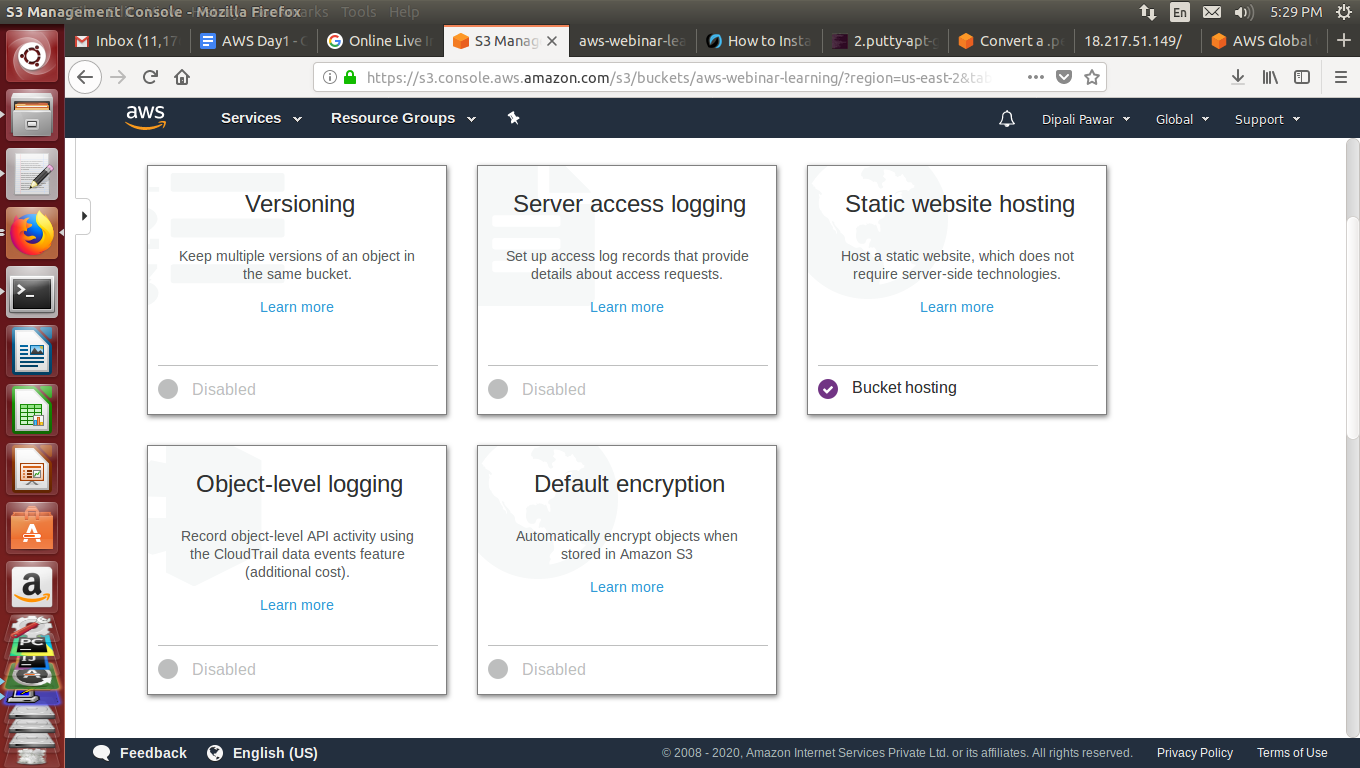 S3 Management Console - Mozilla Firefox
Tools Help
En
5:29 PM
Inbox (11,17
AWS Day1 -
Online Live I
S3 Manag
aws-webinar-lea
How to Insta
2.putty-apt-g
Convert a .p
18.217.51.149/
AWS Global
https://s3.console.aws.amazon.com/s3/buckets/aws-webinar-learning/?region=us-east-2&tab
aws
Services
Resource Groups
Dipali Pawar
Global
Support
Versioning
Keep multiple versions of an object in
the same bucket.
Learn more
Disabled
Server access logging
Set up access log records that provide
details about access requests.
Learn more
Disabled
Static website hosting
Host a static website, which does not
require server-side technologies.
Learn more
Bucket hosting
Object-level logging
Record object-level API activity using
the CloudTrail data events feature
(additional cost).
Learn more
Disabled
Default encryption
Automatically encrypt objects when
stored in Amazon S3
Learn more
Disabled
PC
Feedback
English (US)
© 2008 - 2020, Amazon Internet Services Private Ltd. or its affiliates. All rights reserved.
Privacy Policy
Terms of Use